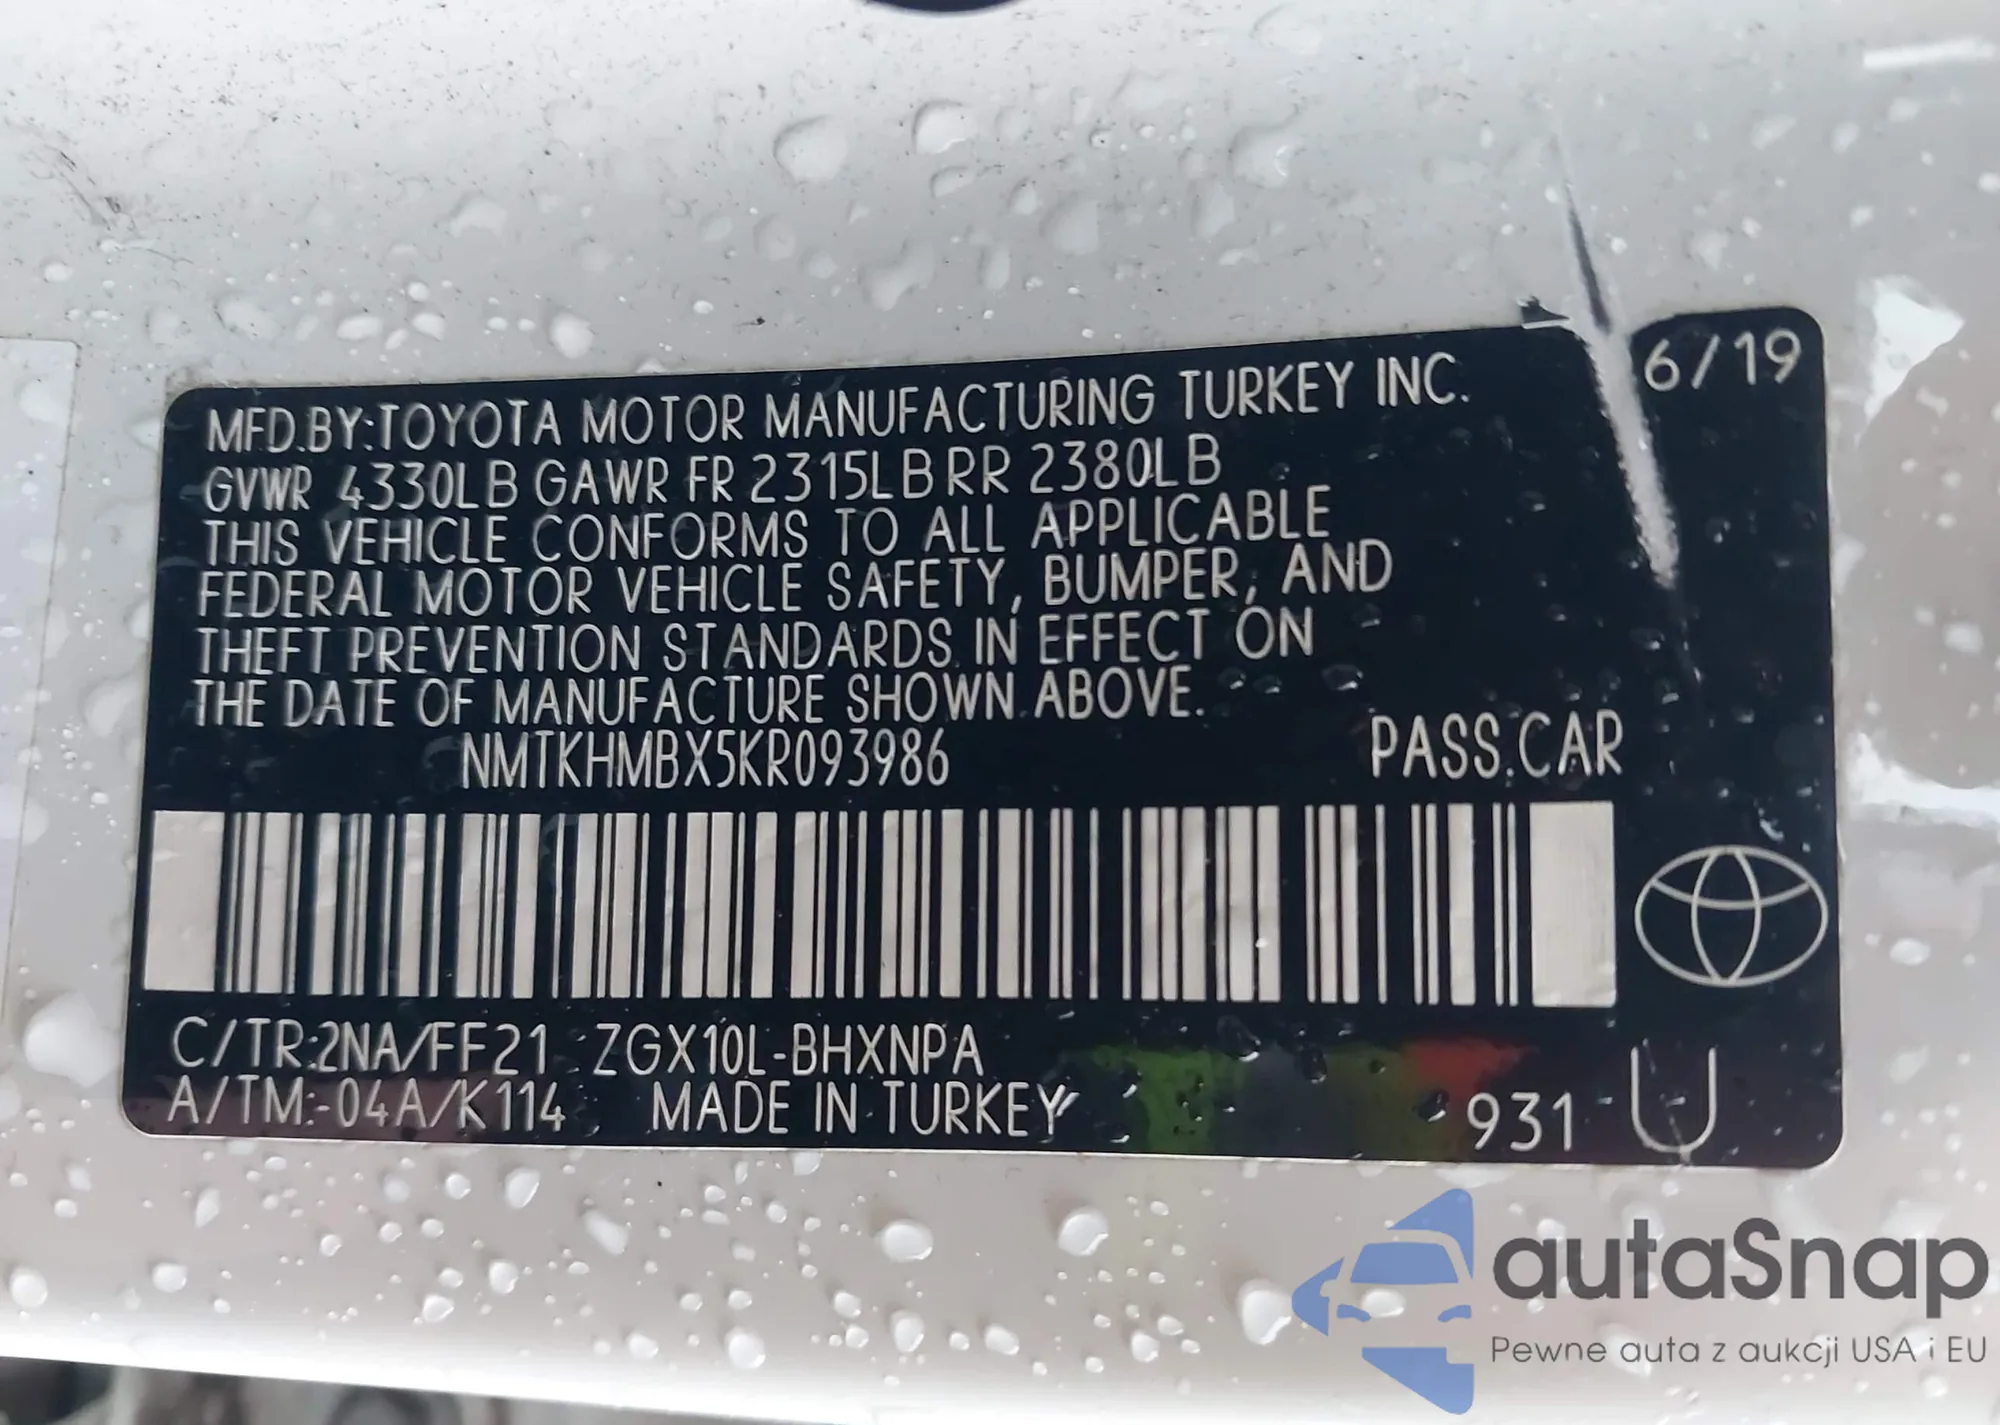 6/19
MFD.BY:TOYOTA MOTOR MANUFACTURING TURKEY INC.
GVWR 4330LB GAWR FR 2315LB RR 2380LB
THIS VEHICLE CONFORMS TO ALL APPLICABLE
FEDERAL MOTOR VEHICLE SAFETY, BUMPER, AND
THEFT PREVENTION STANDARDS IN EFFECT ON
THE DATE OF MANUFACTURE SHOWN ABOVE.
NMTKHMBX5KR093986 PASS.CAR
C/TR:2NA/FF21 ZGX10L-BHXNPA
A/TM:-04A/K114 MADE IN TURKEY 931 U
autaSnap
Pewne auta z aukcji USA i EU